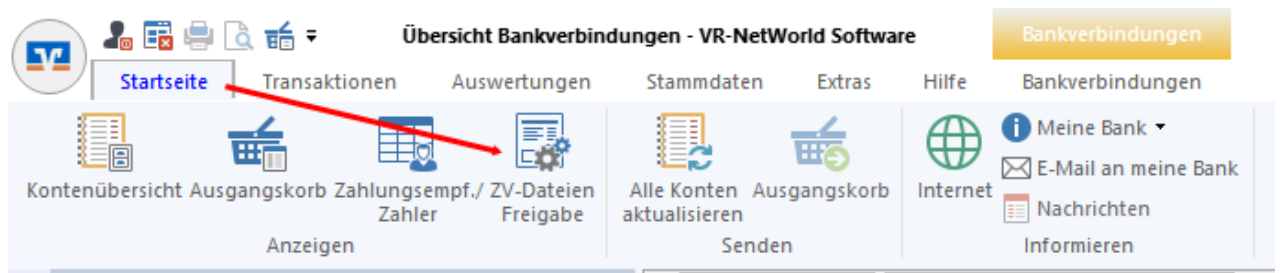 Übersicht Bankverbindungen - VR-NetWorld Software
Bankverbindungen
Startseite Transaktionen Auswertungen Stammdaten Extras Hilfe Bankverbindungen
Kontenübersicht
Ausgangskorb
Zahlungsempf./
Zahler
ZV-Dateien
Freigabe
Anzeigen
Alle Konten
aktualisieren
Ausgangskorb
Senden
Internet
Meine Bank
E-Mail an meine Bank
Nachrichten
Informieren